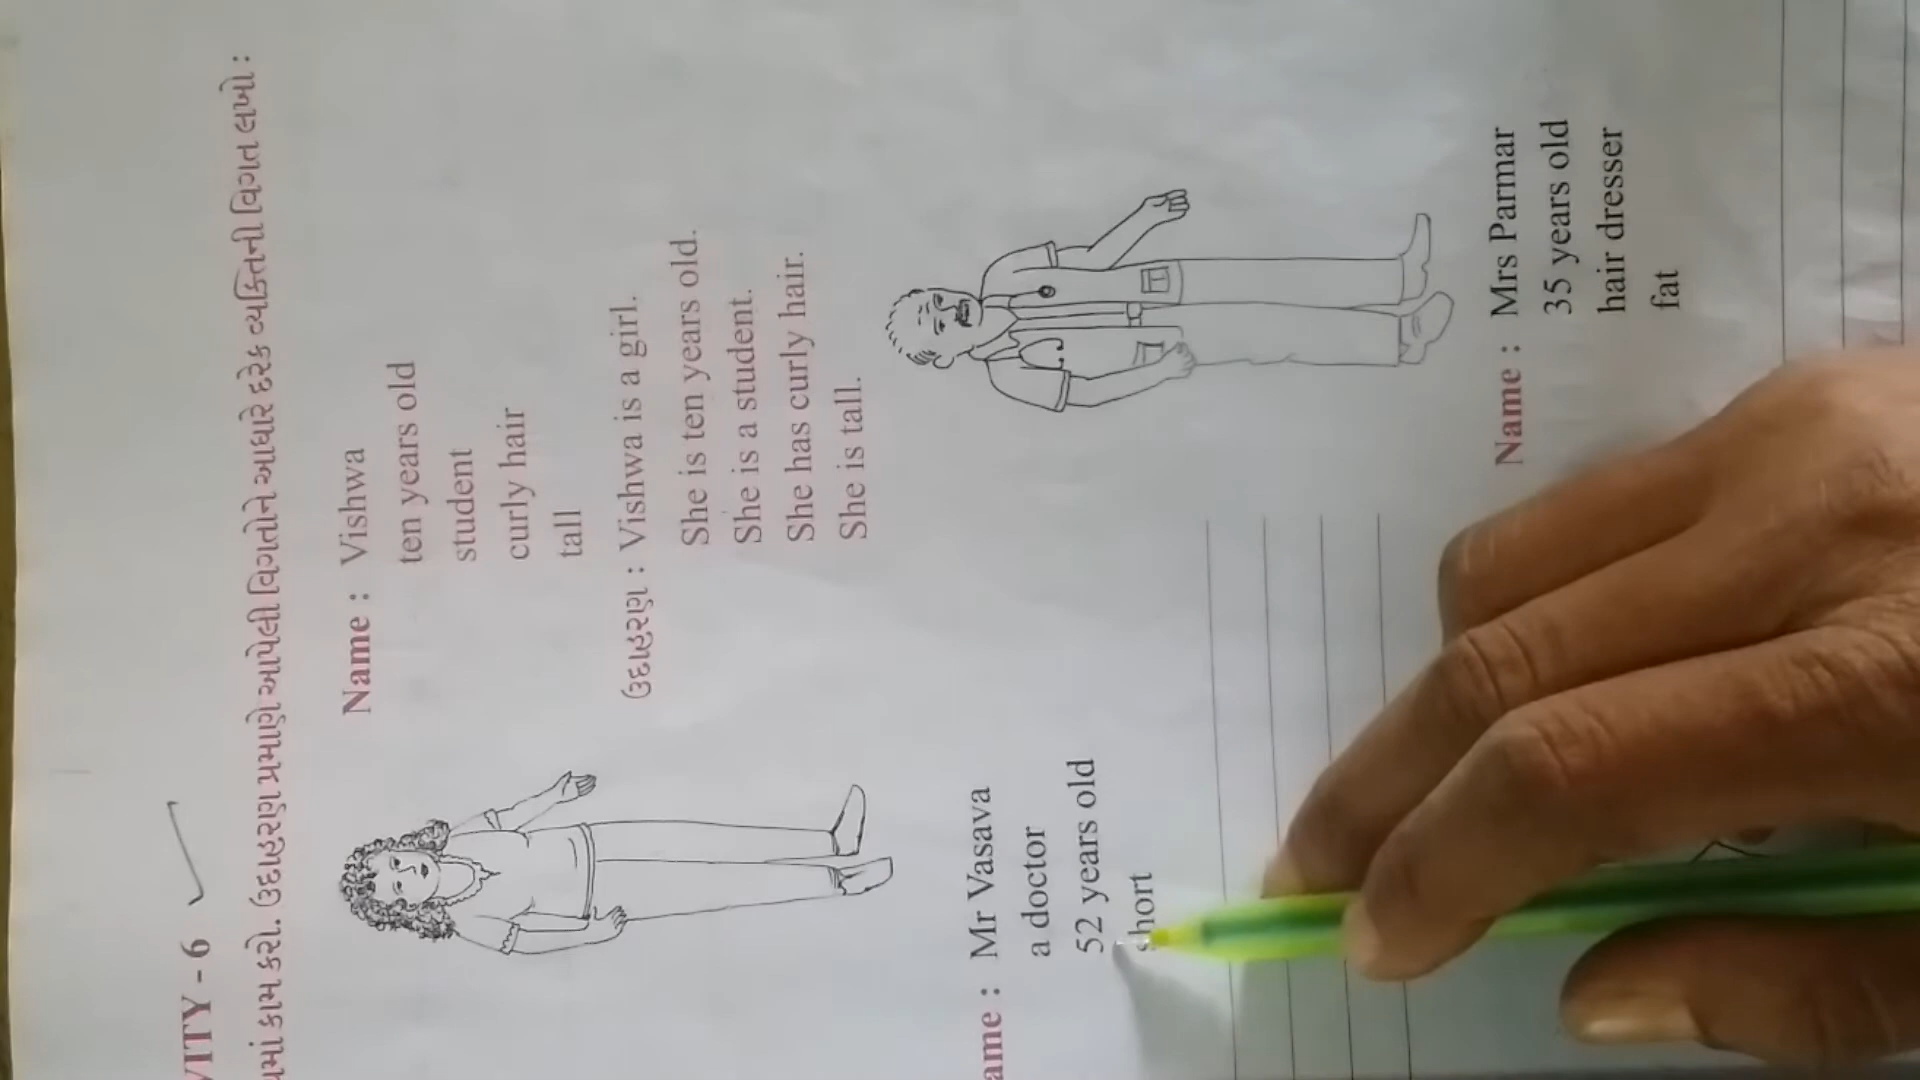 VITY - 6
યમાં કામ કરો. ઉદાહરણ પ્રમાણે આપેલી વિગતોને આધારે દરેક વ્યક્તિની વિગત લખો :
Name : Vishwa
ten years old
student
curly hair
tall
ઉદાહરણ : Vishwa is a girl.
She is ten years old.
She is a student.
She has curly hair.
She is tall.
ame : Mr Vasava
a doctor
52 years old
short
Name : Mrs Parmar
35 years old
hair dresser
fat